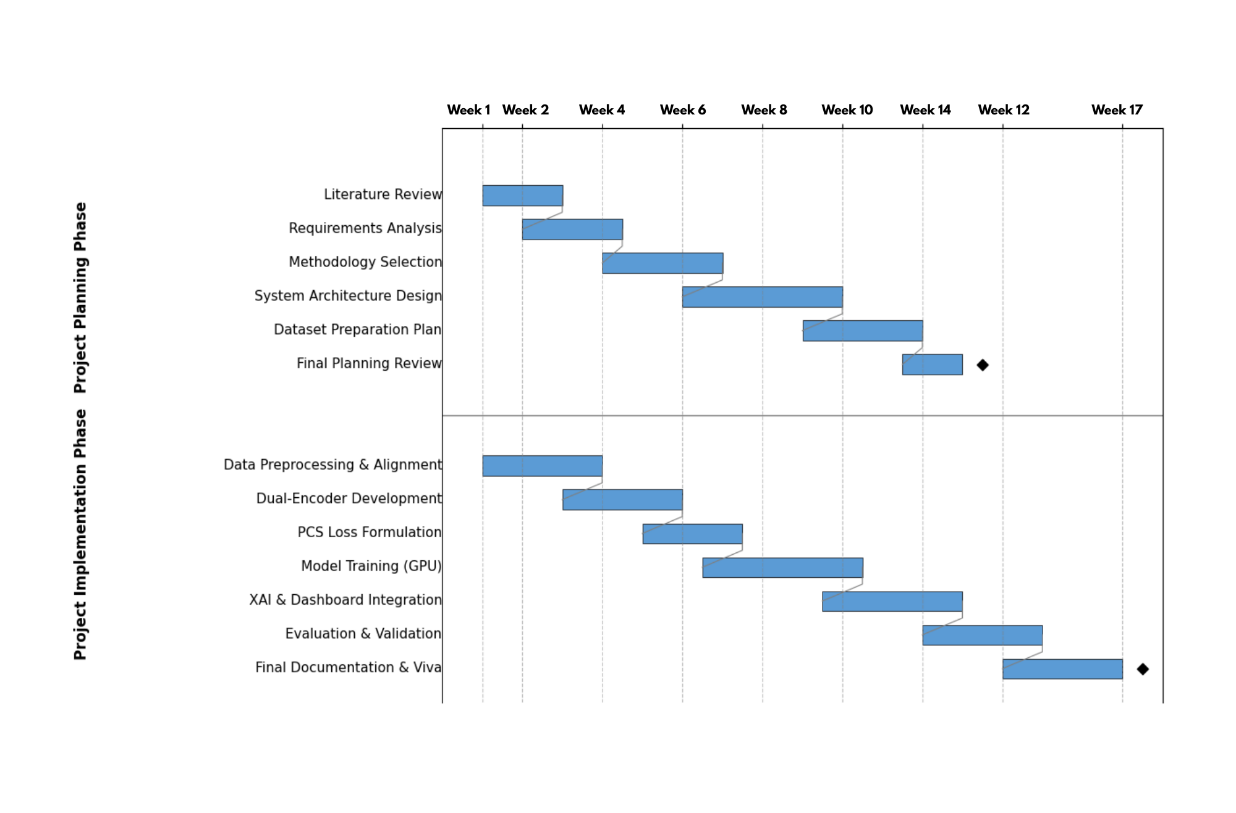 Week 1 Week 2 Week 4 Week 6 Week 8 Week 10 Week 14 Week 12 Week 17
Project Planning Phase
Literature Review
Requirements Analysis
Methodology Selection
System Architecture Design
Dataset Preparation Plan
Final Planning Review
Project Implementation Phase
Data Preprocessing & Alignment
Dual-Encoder Development
PCS Loss Formulation
Model Training (GPU)
XAI & Dashboard Integration
Evaluation & Validation
Final Documentation & Viva